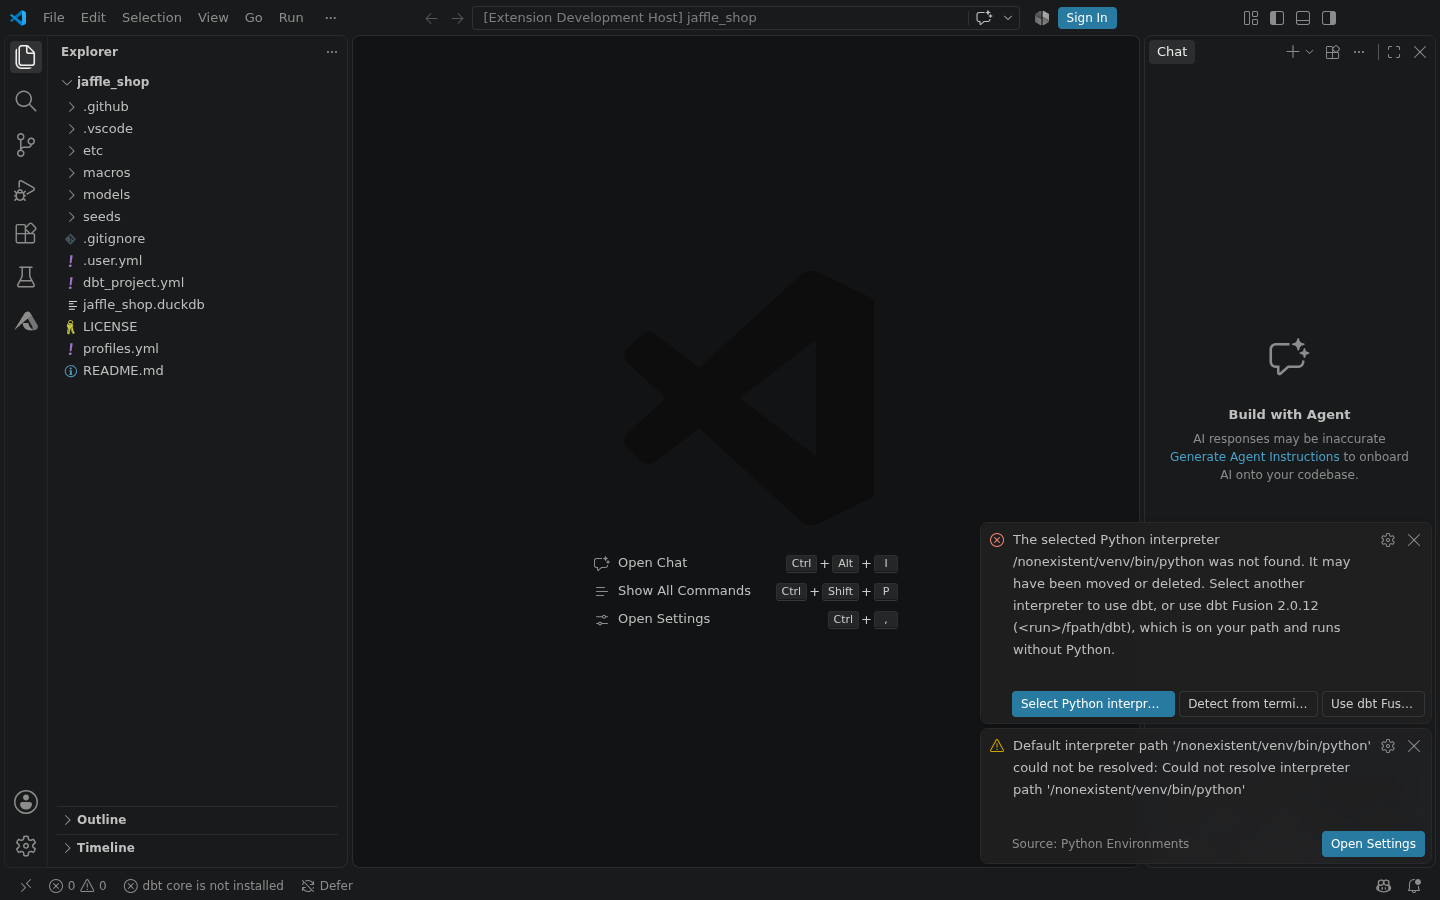 File Edit Selection View Go Run ···
[Extension Development Host] jaffle_shop
Sign In
Explorer
jaffle_shop
.github
.vscode
etc
macros
models
seeds
.gitignore
.user.yml
dbt_project.yml
jaffle_shop.duckdb
LICENSE
profiles.yml
README.md
Outline
Timeline
Open Chat Ctrl + Alt + I
Show All Commands Ctrl + Shift + P
Open Settings Ctrl + ,
Chat
Build with Agent
AI responses may be inaccurate
Generate Agent Instructions to onboard
AI onto your codebase.
The selected Python interpreter
/nonexistent/venv/bin/python was not found. It may
have been moved or deleted. Select another
interpreter to use dbt, or use dbt Fusion 2.0.12
(<run>/fpath/dbt), which is on your path and runs
without Python.
Select Python interpr... Detect from termi... Use dbt Fus...
Default interpreter path '/nonexistent/venv/bin/python'
could not be resolved: Could not resolve interpreter
path '/nonexistent/venv/bin/python'
Source: Python Environments Open Settings
0 0 dbt core is not installed Defer